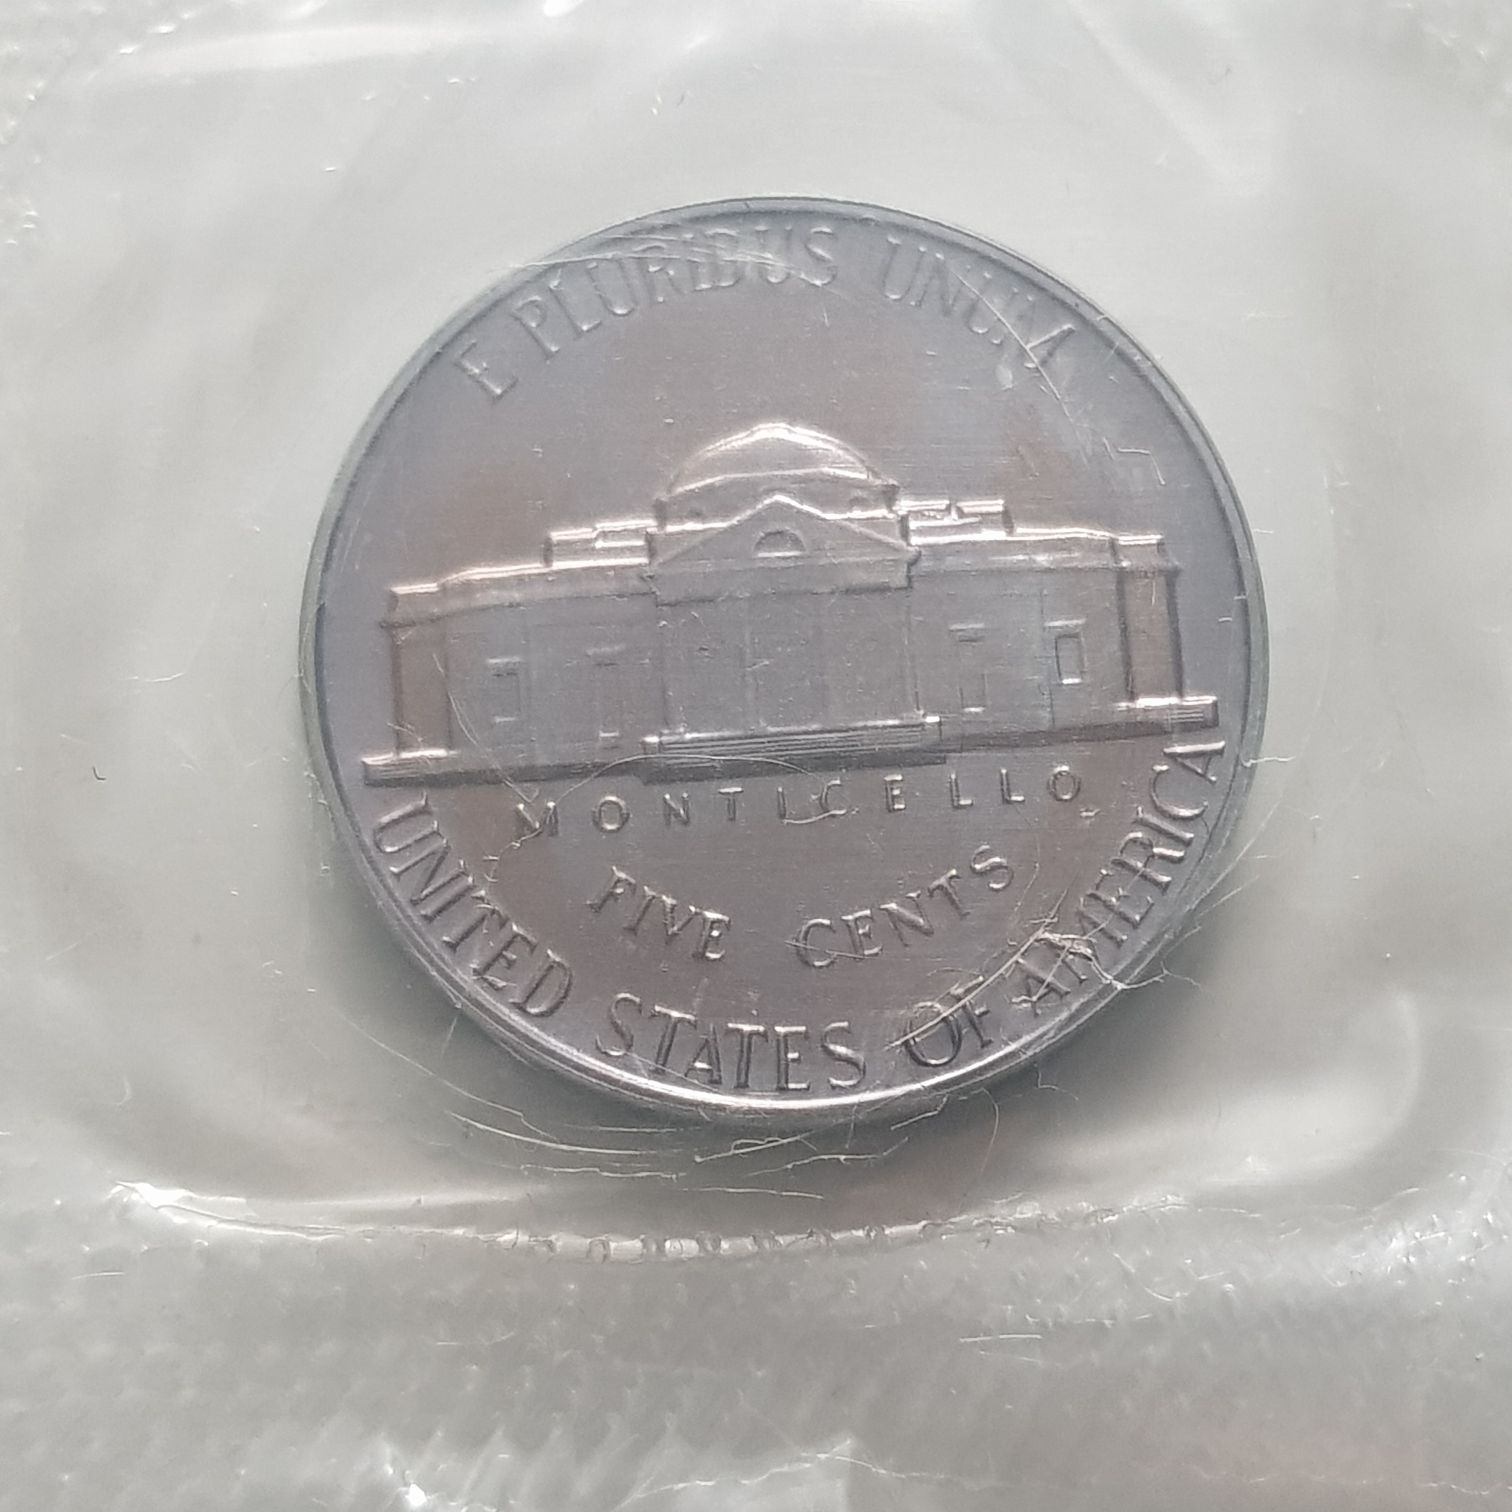 E PLURIBUS UNUM
MONTICELLO
FIVE CENTS
UNITED STATES OF AMERICA